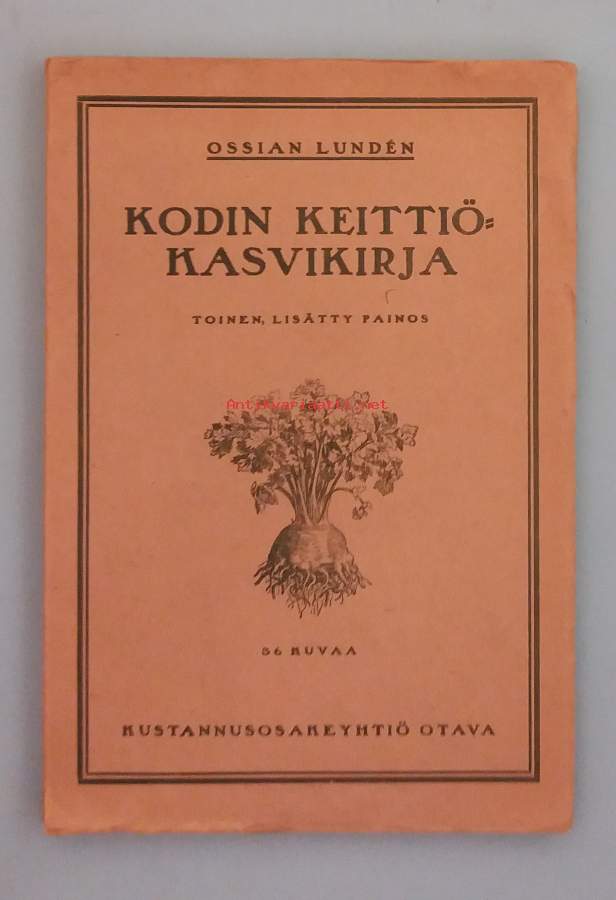 OSSIAN LUNDÉN
KODIN KEITTIÖ=
KASVIKIRJA
TOINEN, LISÄTTY PAINOS
Antikvariaatti.net
56 KUVAA
KUSTANNUSOSAKEYHTIÖ OTAVA